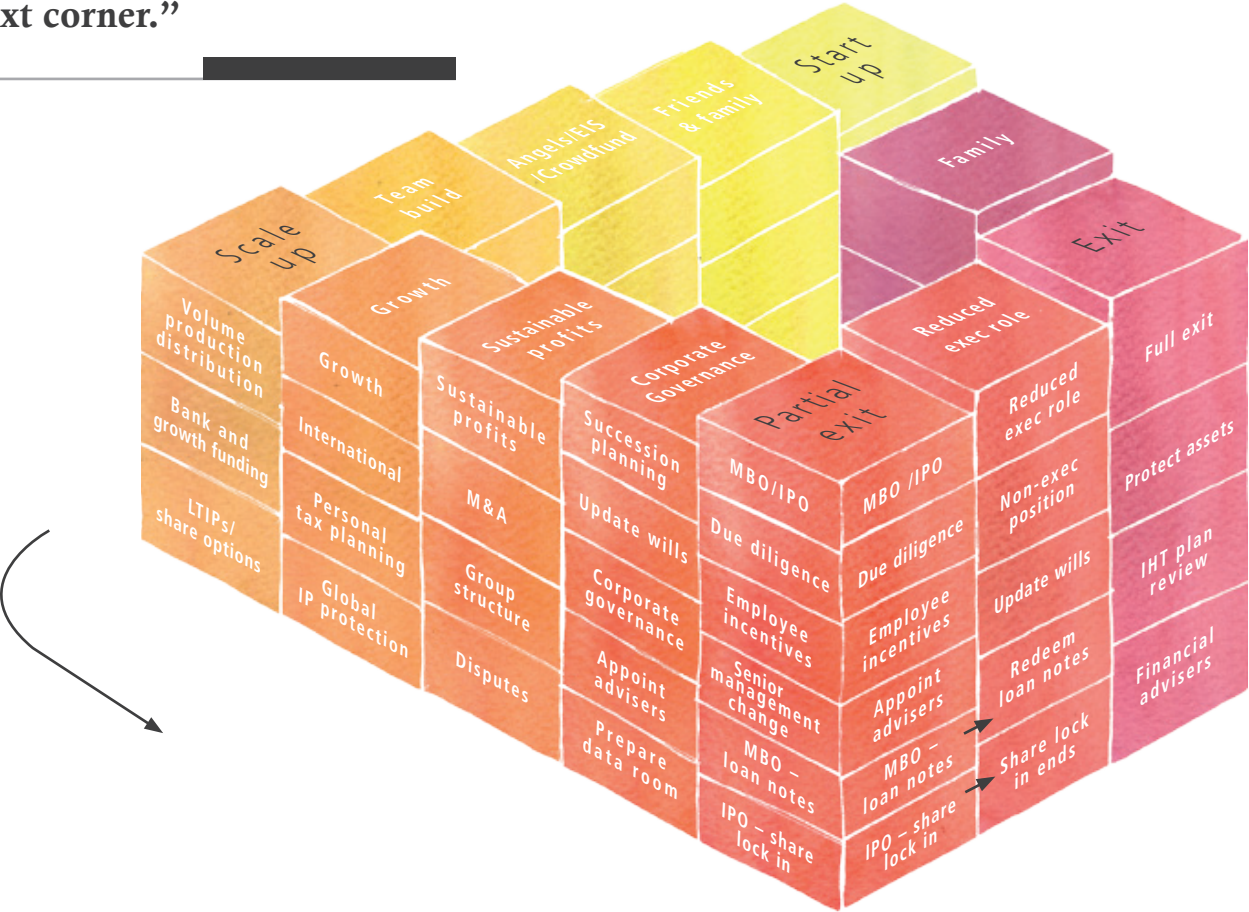 xt corner.”
Start
up
Friends
& family
Angels/EIS
/Crowdfund
Team
build
Scale
up
Family
Exit
Growth
Sustainable
profits
Corporate
Governance
Partial
exit
Reduced
exec role
Volume
production
distribution
Bank and
growth funding
LTIPs/
share options
Growth
International
Personal
tax planning
Global
IP protection
Sustainable
profits
M&A
Group
structure
Disputes
Succession
planning
Update wills
Corporate
governance
Appoint
advisers
Prepare
data room
MBO/IPO
Due diligence
Employee
incentives
Senior
management
change
MBO –
loan notes
IPO – share
lock in
MBO /IPO
Due diligence
Employee
incentives
Appoint
advisers
MBO –
loan notes
IPO – share
lock in
Reduced
exec role
Non-exec
position
Update wills
Redeem
loan notes
Share lock
in ends
Full exit
Protect assets
IHT plan
review
Financial
advisers